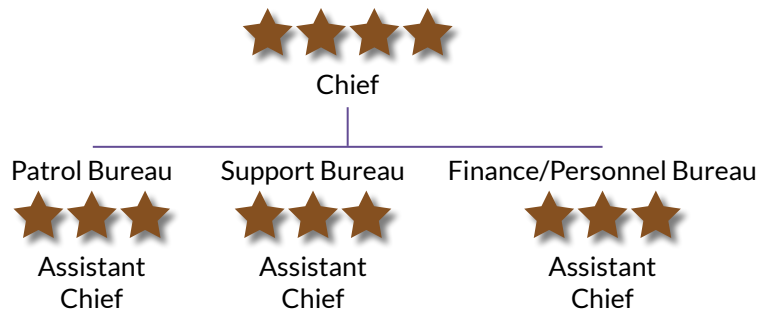 Chief
Patrol Bureau
Support Bureau
Finance/Personnel Bureau
Assistant
Chief
Assistant
Chief
Assistant
Chief